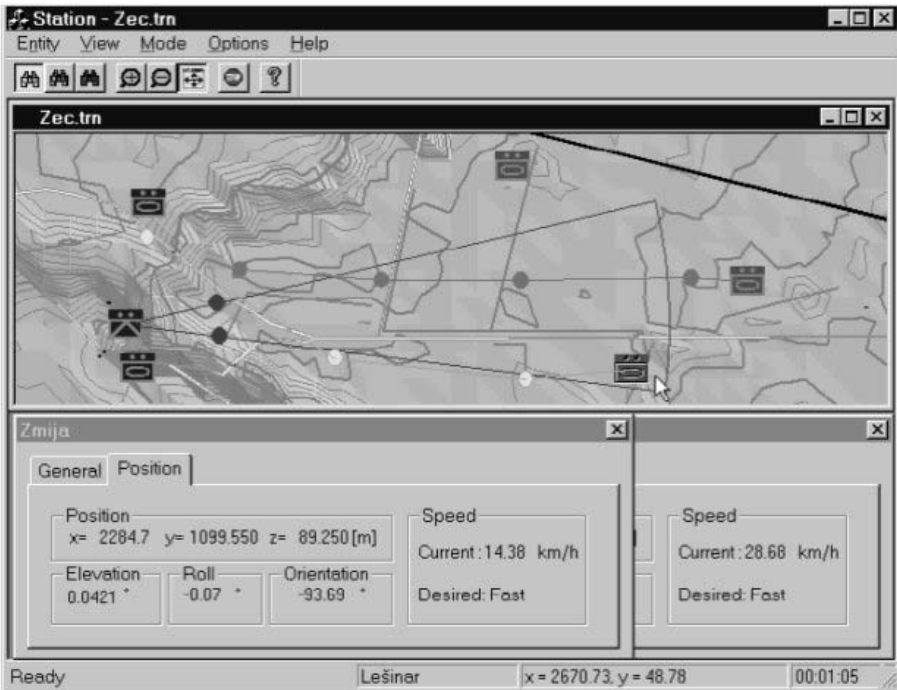 Station - Zec.trn
Entity View Mode Options Help
Zec.trn
Zmija
General Position
Position
x= 2284.7 y= 1099.550 z= 89.250 [m]
Elevation
0.0421 °
Roll
-0.07 °
Orientation
-93.69 °
Speed
Current: 14.38 km/h
Desired: Fast
Speed
Current: 28.68 km/h
Desired: Fast
Ready
Lešinar
x = 2670.73, y = 48.78
00:01:05